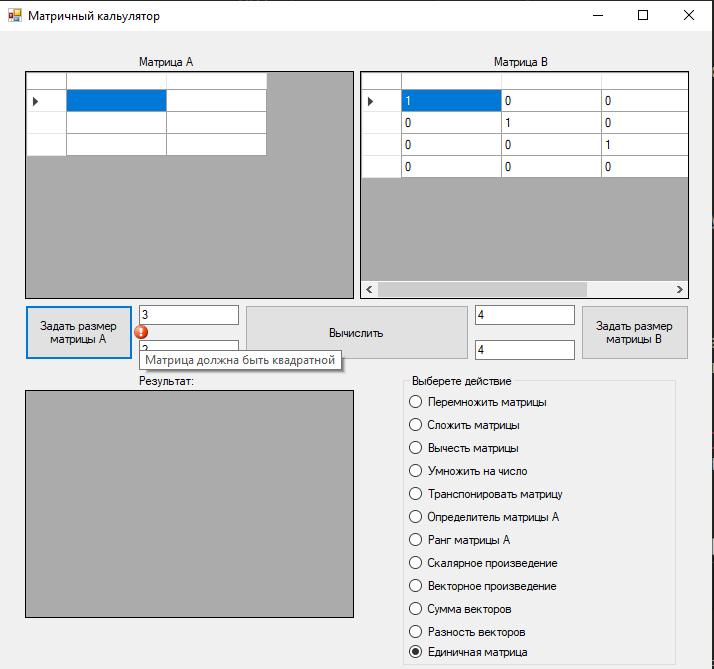 Матричный кальулятор
Матрица A
Матрица B
1 0 0
0 1 0
0 0 1
0 0 0
Задать размер
матрицы A
3
Матрица должна быть квадратной
Вычислить
4
4
Задать размер
матрицы B
Результат:
Выберете действие
Перемножить матрицы
Сложить матрицы
Вычесть матрицы
Умножить на число
Транспонировать матрицу
Определитель матрицы A
Ранг матрицы A
Скалярное произведение
Векторное произведение
Сумма векторов
Разность векторов
Единичная матрица